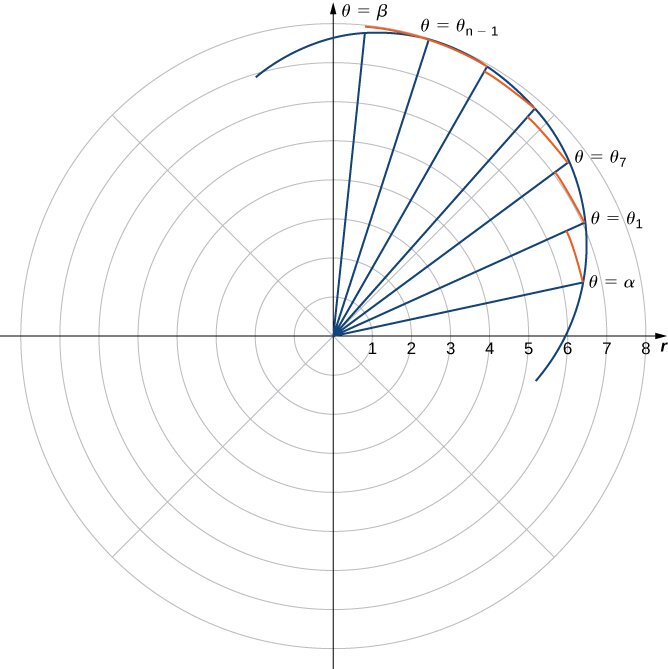 θ = β
θ = θn − 1
θ = θ7
θ = θ1
θ = α
1 2 3 4 5 6 7 8 r